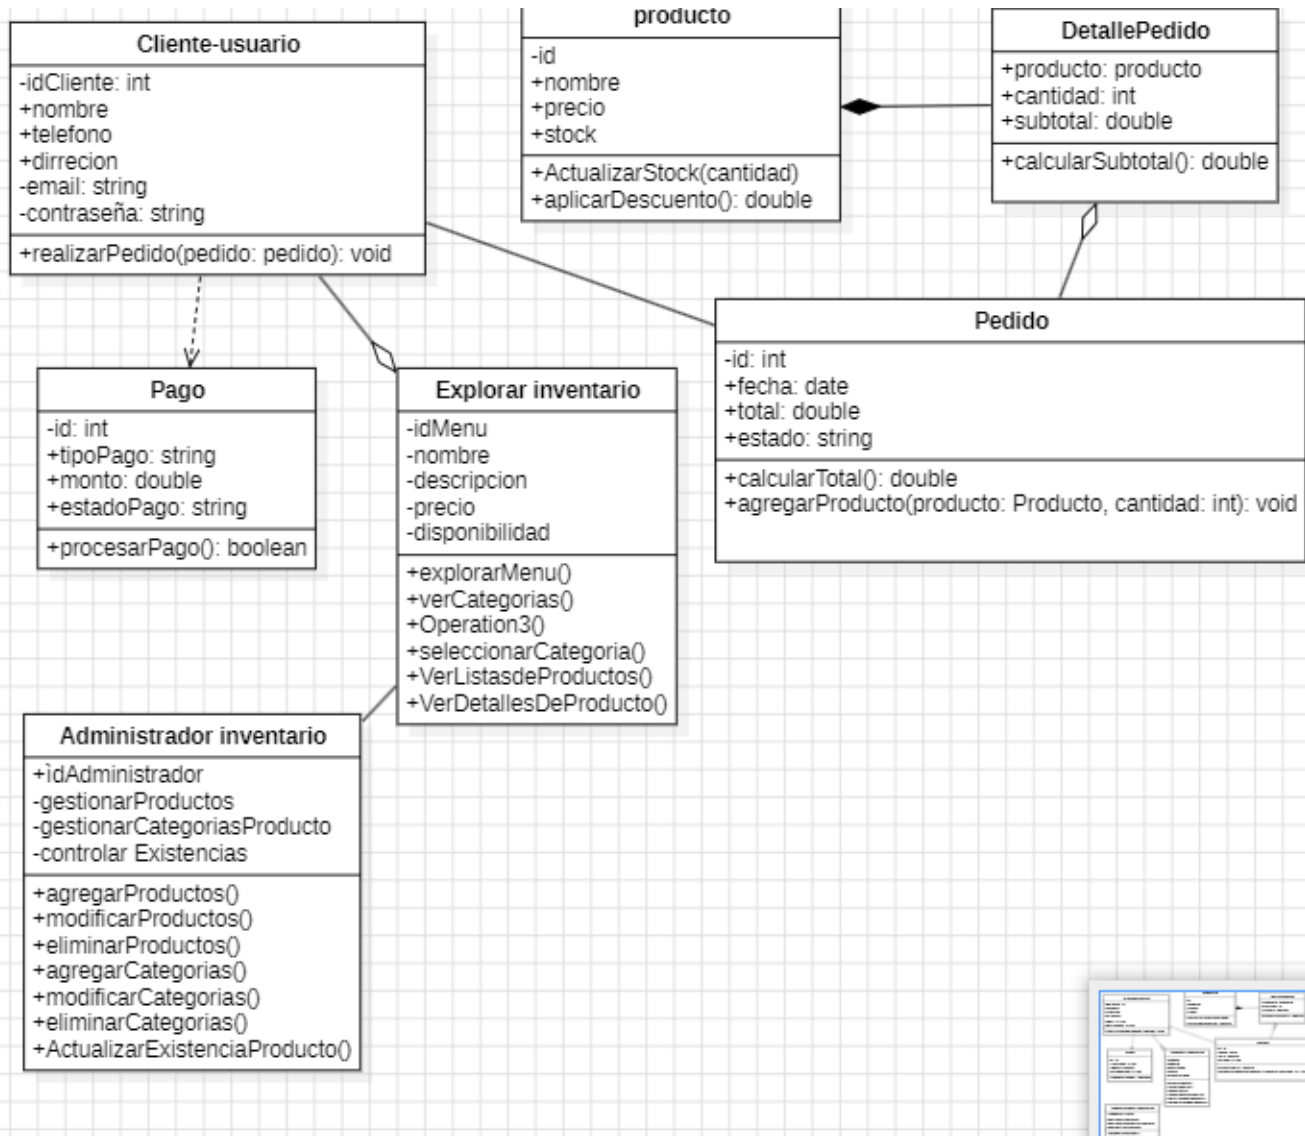 Cliente-usuario
-idCliente: int
+nombre
+telefono
+dirrecion
-email: string
-contraseña: string
+realizarPedido(pedido: pedido): void
producto
-id
+nombre
+precio
+stock
+ActualizarStock(cantidad)
+aplicarDescuento(): double
DetallePedido
+producto: producto
+cantidad: int
+subtotal: double
+calcularSubtotal(): double
Pago
-id: int
+tipoPago: string
+monto: double
+estadoPago: string
+procesarPago(): boolean
Explorar inventario
-idMenu
-nombre
-descripcion
-precio
-disponibilidad
+explorarMenu()
+verCategorias()
+Operation3()
+seleccionarCategoria()
+VerListasdeProductos()
+VerDetallesDeProducto()
Pedido
-id: int
+fecha: date
+total: double
+estado: string
+calcularTotal(): double
+agregarProducto(producto: Producto, cantidad: int): void
Administrador inventario
+ìdAdministrador
-gestionarProductos
-gestionarCategoriasProducto
-controlar Existencias
+agregarProductos()
+modificarProductos()
+eliminarProductos()
+agregarCategorias()
+modificarCategorias()
+eliminarCategorias()
+ActualizarExistenciaProducto()